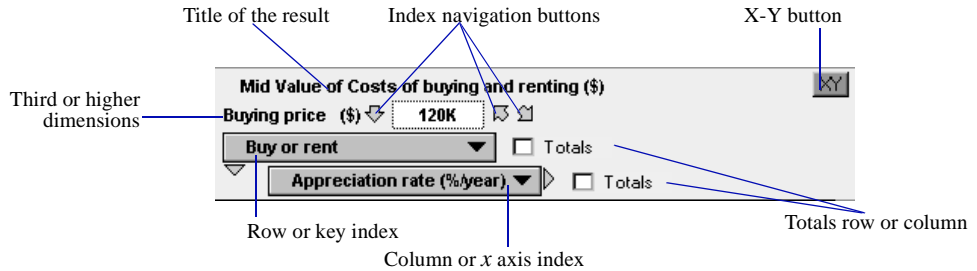 Title of the result
Index navigation buttons
X-Y button
Mid Value of Costs of buying and renting ($)
XY
Third or higher
dimensions
Buying price ($) 120K
Buy or rent Totals
Appreciation rate (%/year) Totals
Row or key index
Totals row or column
Column or x axis index